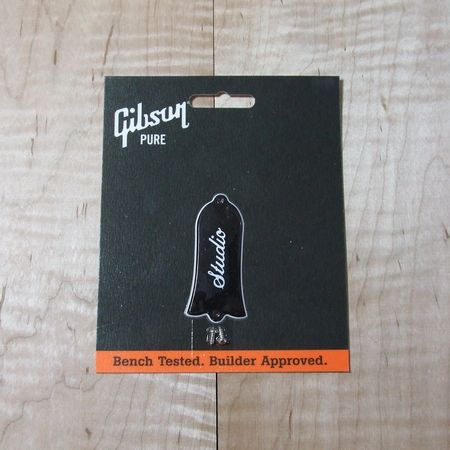 Gibson
PURE
Studio
Bench Tested. Builder Approved.